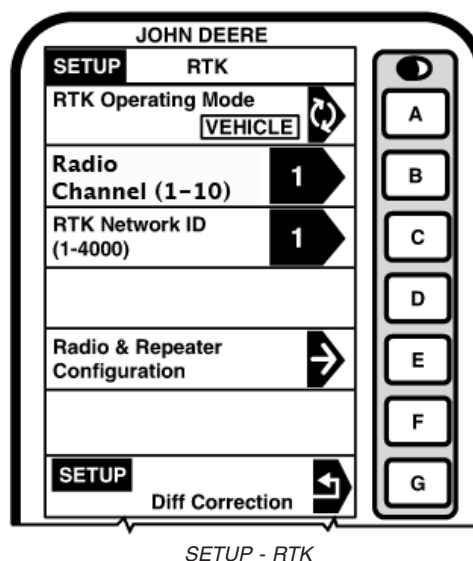 JOHN DEERE
SETUP RTK
RTK Operating Mode
VEHICLE
A
Radio
Channel (1-10)
1
B
RTK Network ID
(1-4000)
1
C
D
Radio & Repeater
Configuration
E
F
SETUP
Diff Correction
G
SETUP - RTK